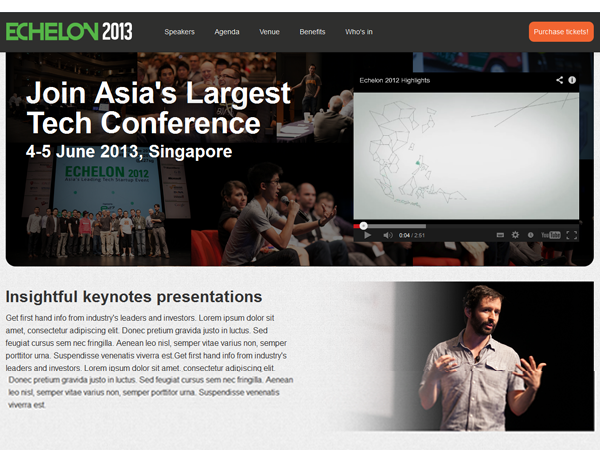 ECHELON 2013
Speakers Agenda Venue Benefits Who's in
Purchase tickets!
Join Asia's Largest
Tech Conference
4-5 June 2013, Singapore
Echelon 2012 Highlights
ECHELON 2012
Asia's Leading Tech Startup Event
0:04 / 2:51
YouTube
Insightful keynotes presentations
Get first hand info from industry's leaders and investors. Lorem ipsum dolor sit
amet, consectetur adipiscing elit. Donec pretium gravida justo in luctus. Sed
feugiat cursus sem nec fringilla. Aenean leo nisl, semper vitae varius non, semper
porttitor urna. Suspendisse venenatis viverra est.Get first hand info from industry's
leaders and investors. Lorem ipsum dolor sit amet, consectetur adipiscing elit.
Donec pretium gravida justo in luctus. Sed feugiat cursus sem nec fringilla. Aenean
leo nisl, semper vitae varius non, semper porttitor urna. Suspendisse venenatis
viverra est.